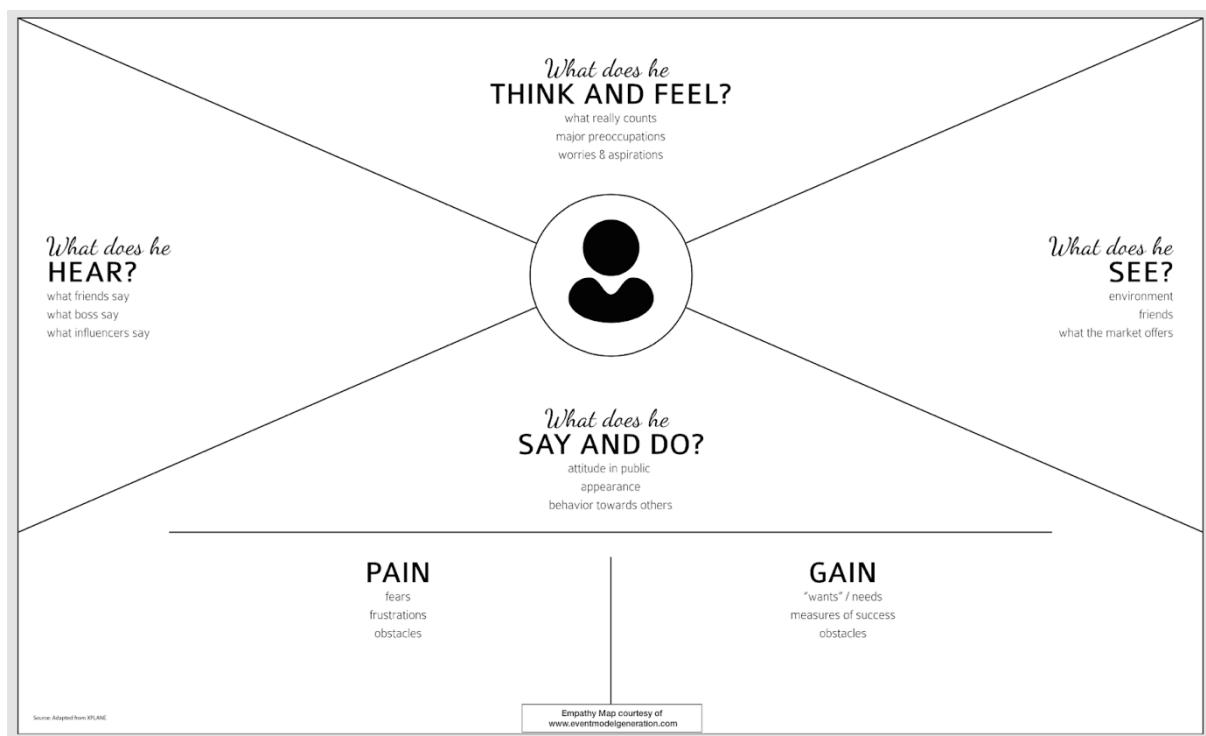 What does he
THINK AND FEEL?
what really counts
major preoccupations
worries & aspirations
What does he
HEAR?
what friends say
what boss say
what influencers say
What does he
SEE?
environment
friends
what the market offers
What does he
SAY AND DO?
attitude in public
appearance
behavior towards others
PAIN
fears
frustrations
obstacles
GAIN
“wants” / needs
measures of success
obstacles
Source: Adapted from XPLANE
Empathy Map courtesy of
www.eventmodelgeneration.com